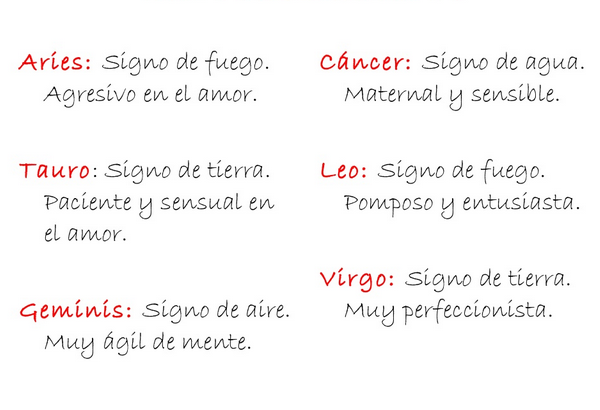 Aries: Signo de fuego.
Agresivo en el amor.
Tauro: Signo de tierra.
Paciente y sensual en
el amor.
Geminis: Signo de aire.
Muy ágil de mente.
Cáncer: Signo de agua.
Maternal y sensible.
Leo: Signo de fuego.
Pomposo y entusiasta.
Virgo: Signo de tierra.
Muy perfeccionista.